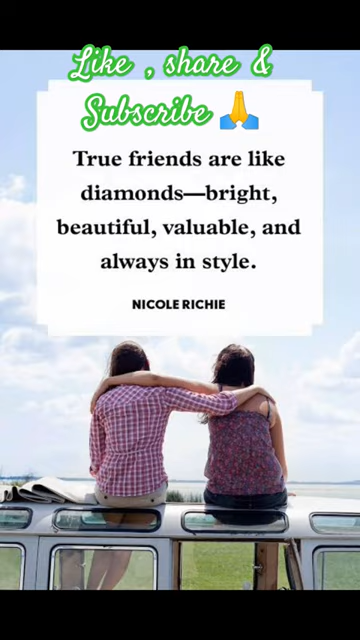 Like , share &
Subscribe 🙏
True friends are like
diamonds—bright,
beautiful, valuable, and
always in style.
NICOLE RICHIE